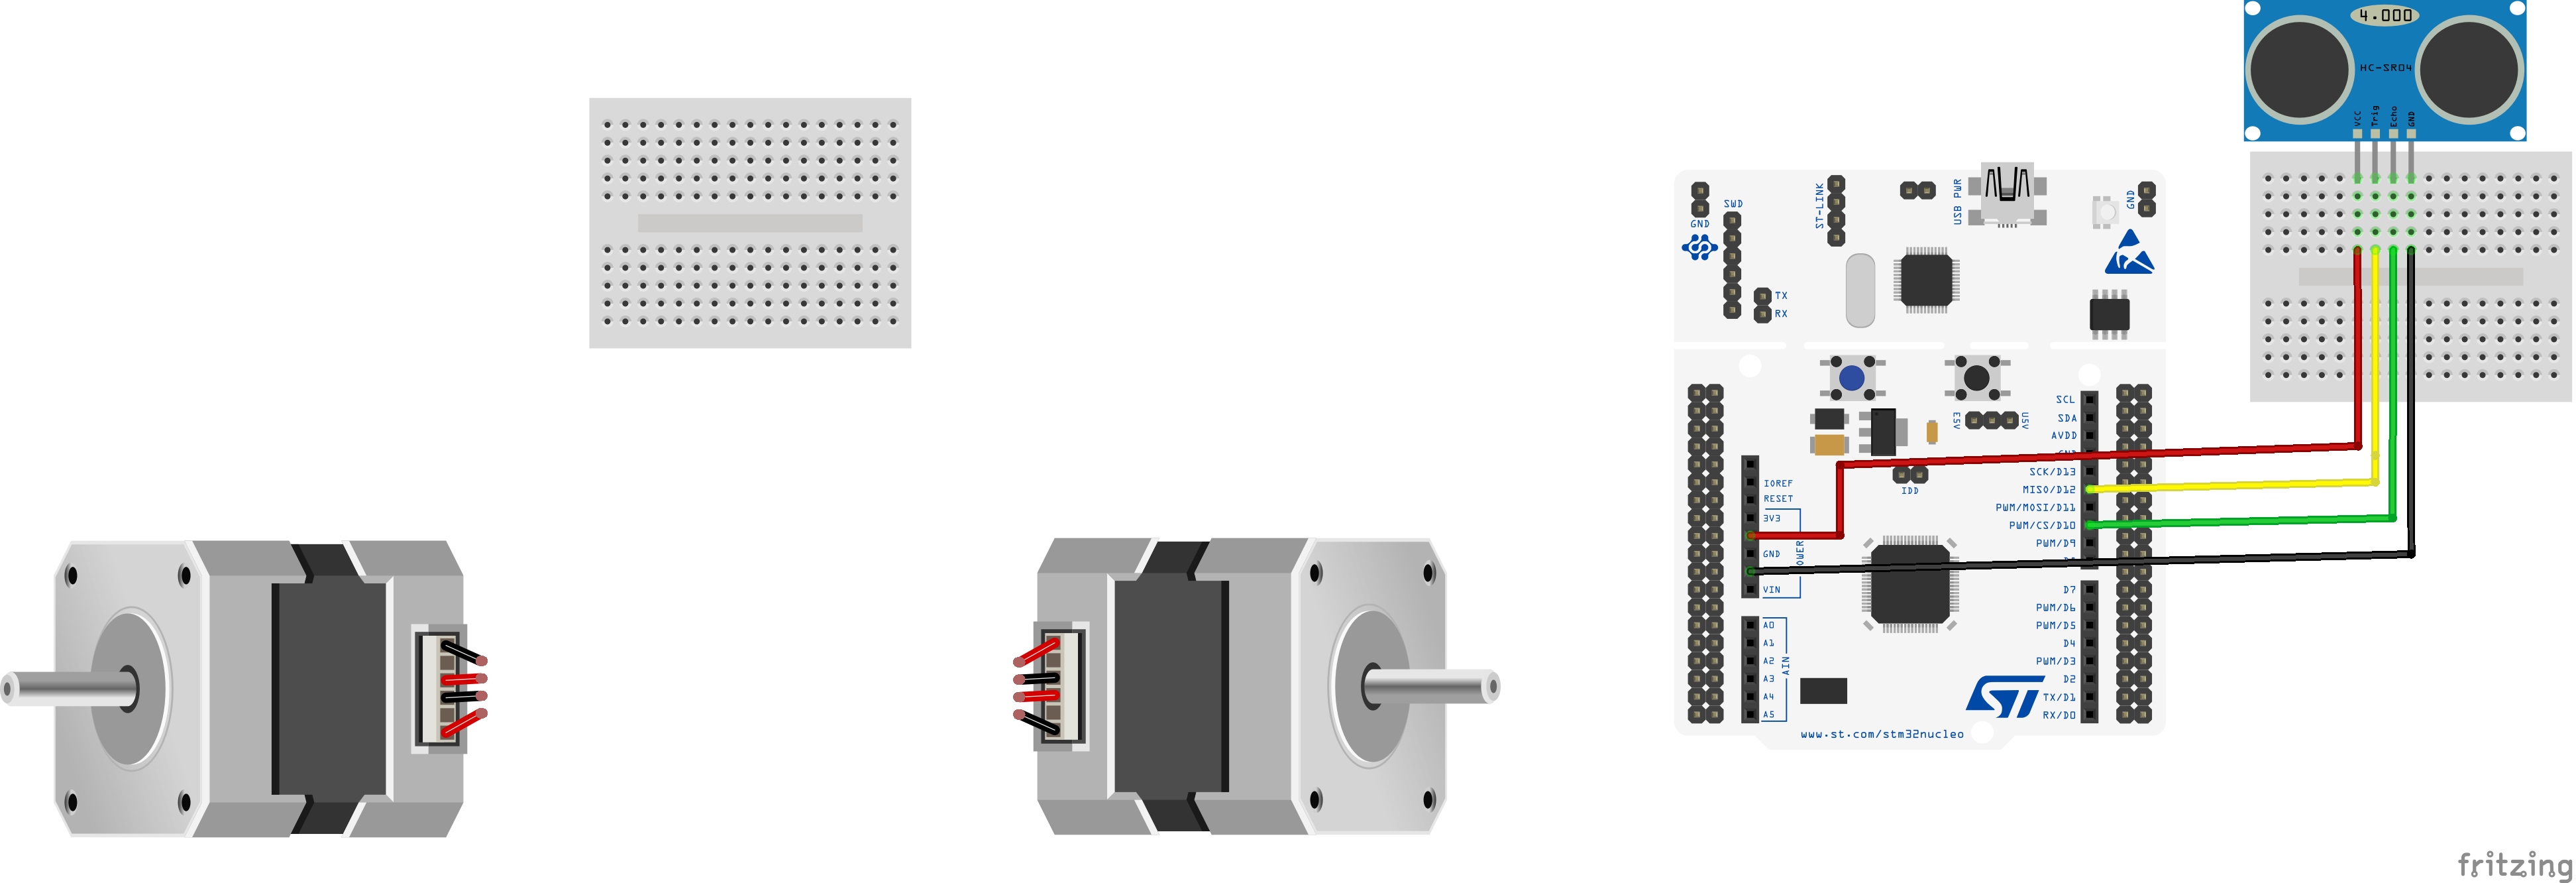 4.000
HC-SR04
VCC
Trig
Echo
GND
GND
SWD
ST-LINK
USB PWR
GND
TX
RX
E5V
U5V
SCL
SDA
AVDD
IOREF
SCK/D13
IDD
MISO/D12
RESET
PWM/MOSI/D11
3V3
PWM/CS/D10
PWM/D9
GND
VIN
D7
PWM/D6
A0
PWM/D5
A1
D4
A2
PWM/D3
AIN
A3
D2
A4
TX/D1
A5
RX/D0
ST
www.st.com/stm32nucleo
fritzing